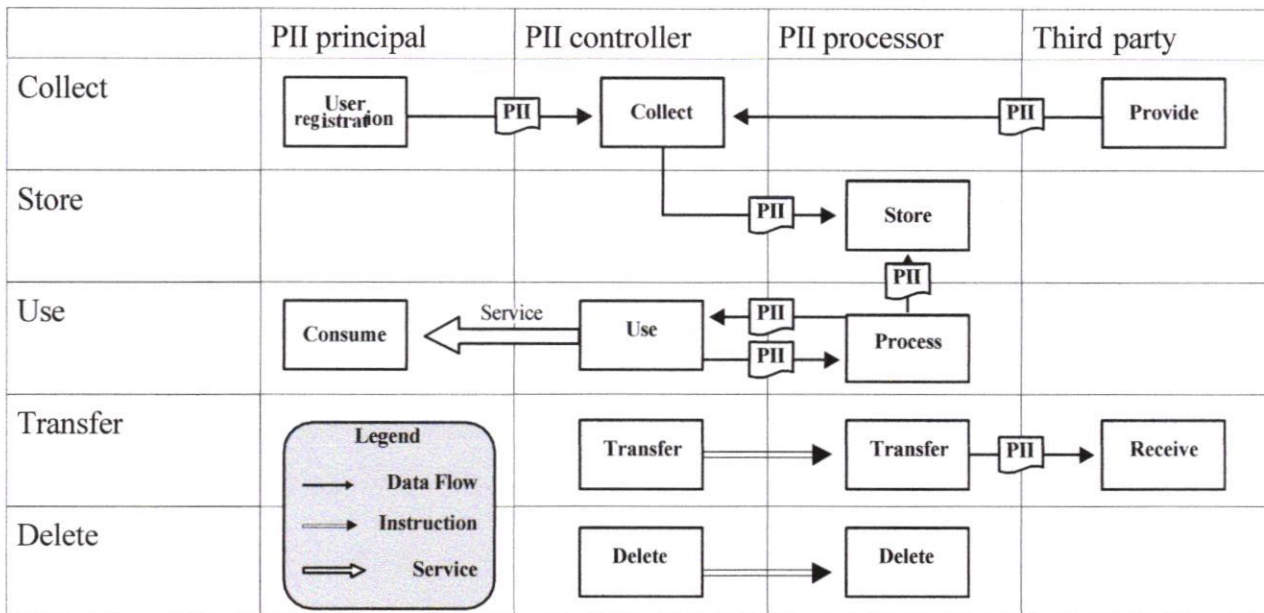 PII principal
PII controller
PII processor
Third party
Collect
User
registration
PII
Collect
PII
Provide
Store
PII
Store
PII
Use
Consume
Service
Use
PII
PII
Process
Transfer
Legend
Data Flow
Instruction
Service
Transfer
Transfer
PII
Receive
Delete
Delete
Delete